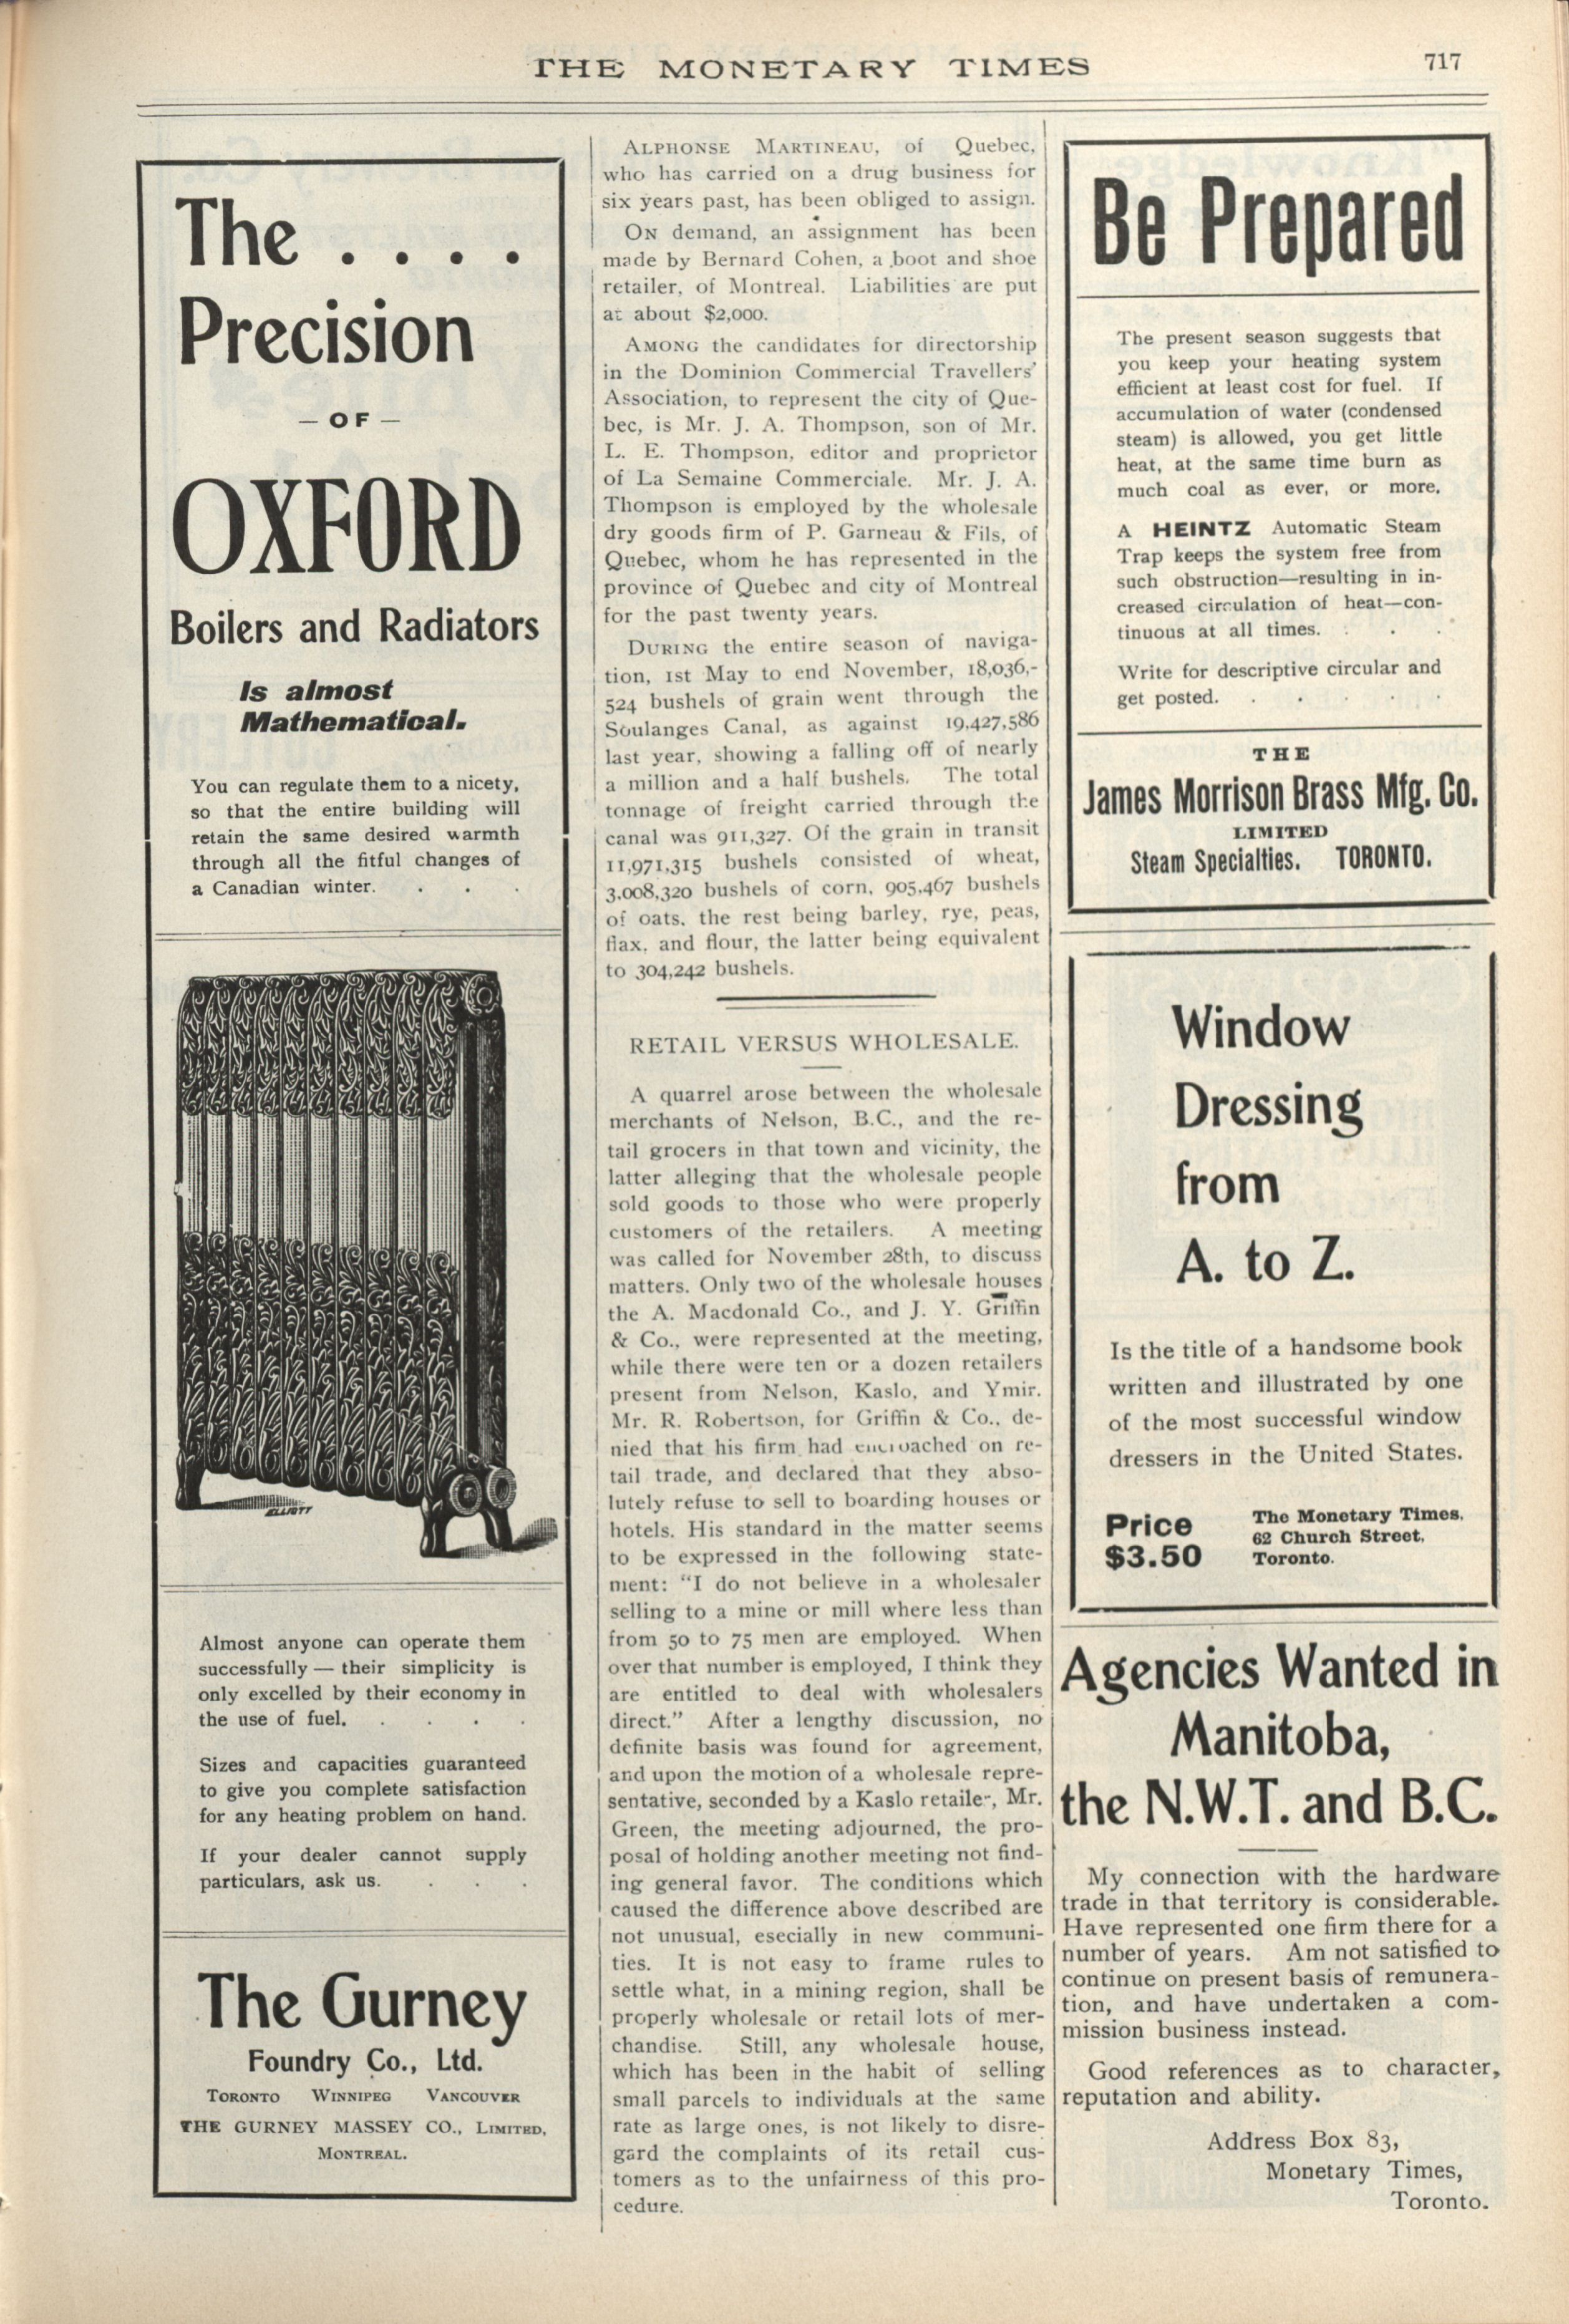 THE MONETARY TIMES
717
The . . . .
Precision
— OF —
OXFORD
Boilers and Radiators
Is almost
Mathematical.
You can regulate them to a nicety,
so that the entire building will
retain the same desired warmth
through all the fitful changes of
a Canadian winter. . . .
ELLIOTT
Almost anyone can operate them
successfully — their simplicity is
only excelled by their economy in
the use of fuel. . . . .
Sizes and capacities guaranteed
to give you complete satisfaction
for any heating problem on hand.
If your dealer cannot supply
particulars, ask us. . . .
The Gurney
Foundry Co., Ltd.
TORONTO WINNIPEG VANCOUVER
THE GURNEY MASSEY CO., LIMITED,
MONTREAL.
ALPHONSE MARTINEAU, of Quebec,
who has carried on a drug business for
six years past, has been obliged to assign.
ON demand, an assignment has been
made by Bernard Cohen, a boot and shoe
retailer, of Montreal. Liabilities are put
at about $2,000.
AMONG the candidates for directorship
in the Dominion Commercial Travellers'
Association, to represent the city of Que-
bec, is Mr. J. A. Thompson, son of Mr.
L. E. Thompson, editor and proprietor
of La Semaine Commerciale. Mr. J. A.
Thompson is employed by the wholesale
dry goods firm of P. Garneau & Fils, of
Quebec, whom he has represented in the
province of Quebec and city of Montreal
for the past twenty years.
DURING the entire season of naviga-
tion, 1st May to end November, 18,036,-
524 bushels of grain went through the
Soulanges Canal, as against 19,427,586
last year, showing a falling off of nearly
a million and a half bushels. The total
tonnage of freight carried through the
canal was 911,327. Of the grain in transit
11,971,315 bushels consisted of wheat,
3,008,320 bushels of corn, 905,467 bushels
of oats, the rest being barley, rye, peas,
flax, and flour, the latter being equivalent
to 304,242 bushels.
RETAIL VERSUS WHOLESALE.
A quarrel arose between the wholesale
merchants of Nelson, B.C., and the re-
tail grocers in that town and vicinity, the
latter alleging that the wholesale people
sold goods to those who were properly
customers of the retailers. A meeting
was called for November 28th, to discuss
matters. Only two of the wholesale houses
the A. Macdonald Co., and J. Y. Griffin
& Co., were represented at the meeting,
while there were ten or a dozen retailers
present from Nelson, Kaslo, and Ymir.
Mr. R. Robertson, for Griffin & Co., de-
nied that his firm had encroached on re-
tail trade, and declared that they abso-
lutely refuse to sell to boarding houses or
hotels. His standard in the matter seems
to be expressed in the following state-
ment: "I do not believe in a wholesaler
selling to a mine or mill where less than
from 50 to 75 men are employed. When
over that number is employed, I think they
are entitled to deal with wholesalers
direct." After a lengthy discussion, no
definite basis was found for agreement,
and upon the motion of a wholesale repre-
sentative, seconded by a Kaslo retailer, Mr.
Green, the meeting adjourned, the pro-
posal of holding another meeting not find-
ing general favor. The conditions which
caused the difference above described are
not unusual, esecially in new communi-
ties. It is not easy to frame rules to
settle what, in a mining region, shall be
properly wholesale or retail lots of mer-
chandise. Still, any wholesale house,
which has been in the habit of selling
small parcels to individuals at the same
rate as large ones, is not likely to disre-
gard the complaints of its retail cus-
tomers as to the unfairness of this pro-
cedure.
Be Prepared
The present season suggests that
you keep your heating system
efficient at least cost for fuel. If
accumulation of water (condensed
steam) is allowed, you get little
heat, at the same time burn as
much coal as ever, or more.
A HEINTZ Automatic Steam
Trap keeps the system free from
such obstruction—resulting in in-
creased circulation of heat—con-
tinuous at all times. . . .
Write for descriptive circular and
get posted. . . . . .
THE
James Morrison Brass Mfg. Co.
LIMITED
Steam Specialties. TORONTO.
Window
Dressing
from
A. to Z.
Is the title of a handsome book
written and illustrated by one
of the most successful window
dressers in the United States.
Price
$3.50
The Monetary Times,
62 Church Street,
Toronto.
Agencies Wanted in
Manitoba,
the N.W.T. and B.C.
My connection with the hardware
trade in that territory is considerable.
Have represented one firm there for a
number of years. Am not satisfied to
continue on present basis of remunera-
tion, and have undertaken a com-
mission business instead.
Good references as to character,
reputation and ability.
Address Box 83,
Monetary Times,
Toronto.